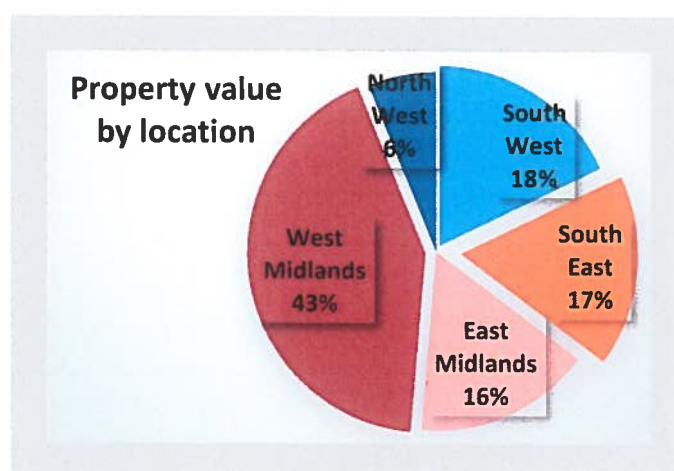 Property value
by location
North
West
6%
South
West
18%
South
East
17%
East
Midlands
16%
West
Midlands
43%